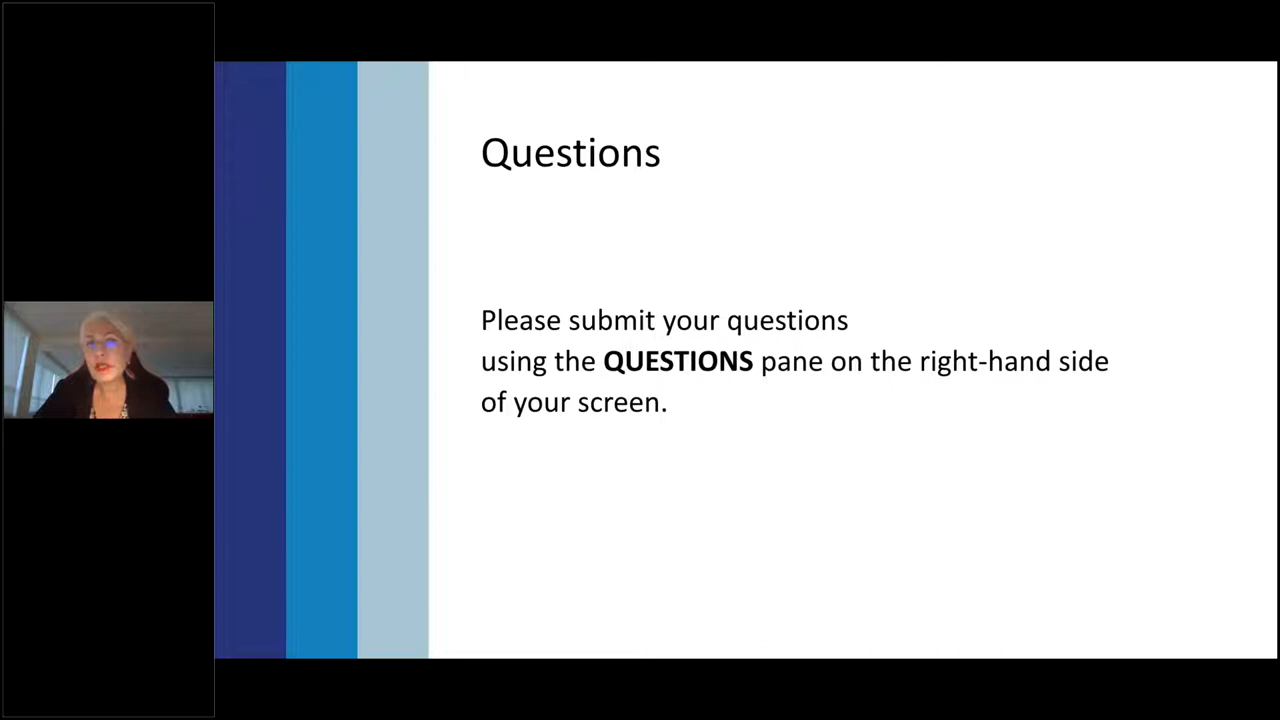 Questions
Please submit your questions
using the QUESTIONS pane on the right-hand side
of your screen.